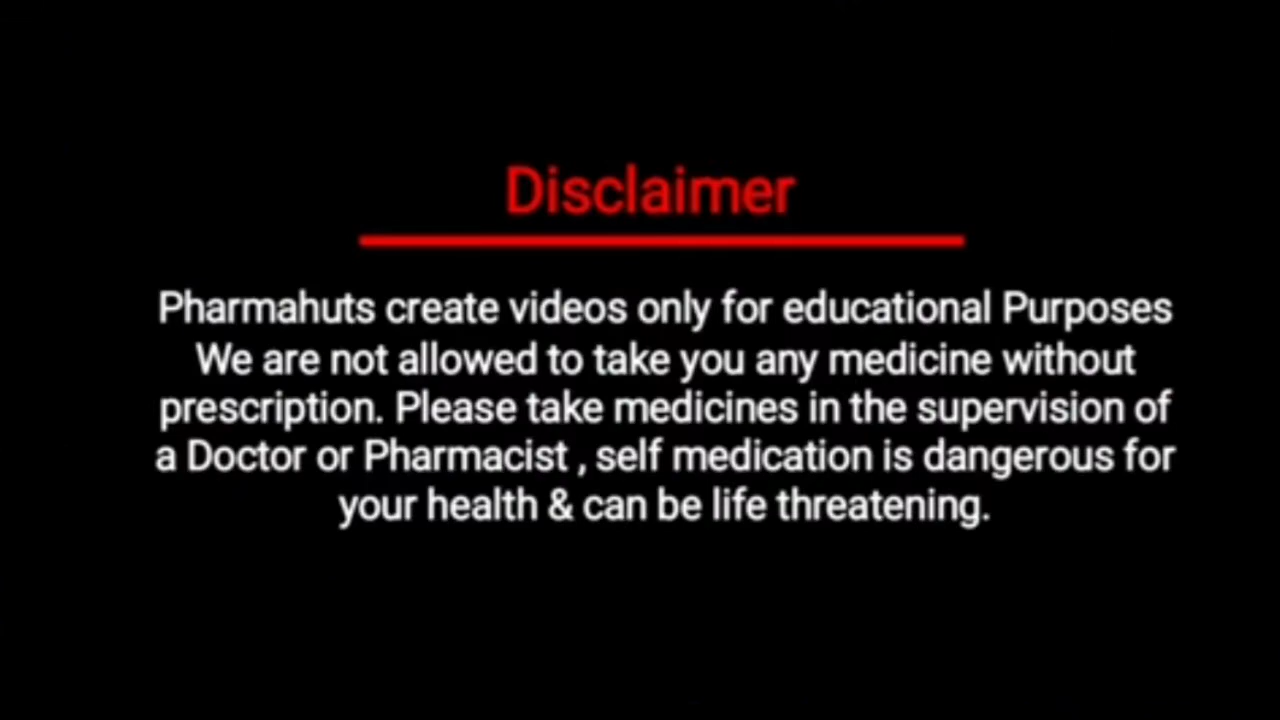 Disclaimer
Pharmahuts create videos only for educational Purposes
We are not allowed to take you any medicine without
prescription. Please take medicines in the supervision of
a Doctor or Pharmacist , self medication is dangerous for
your health & can be life threatening.